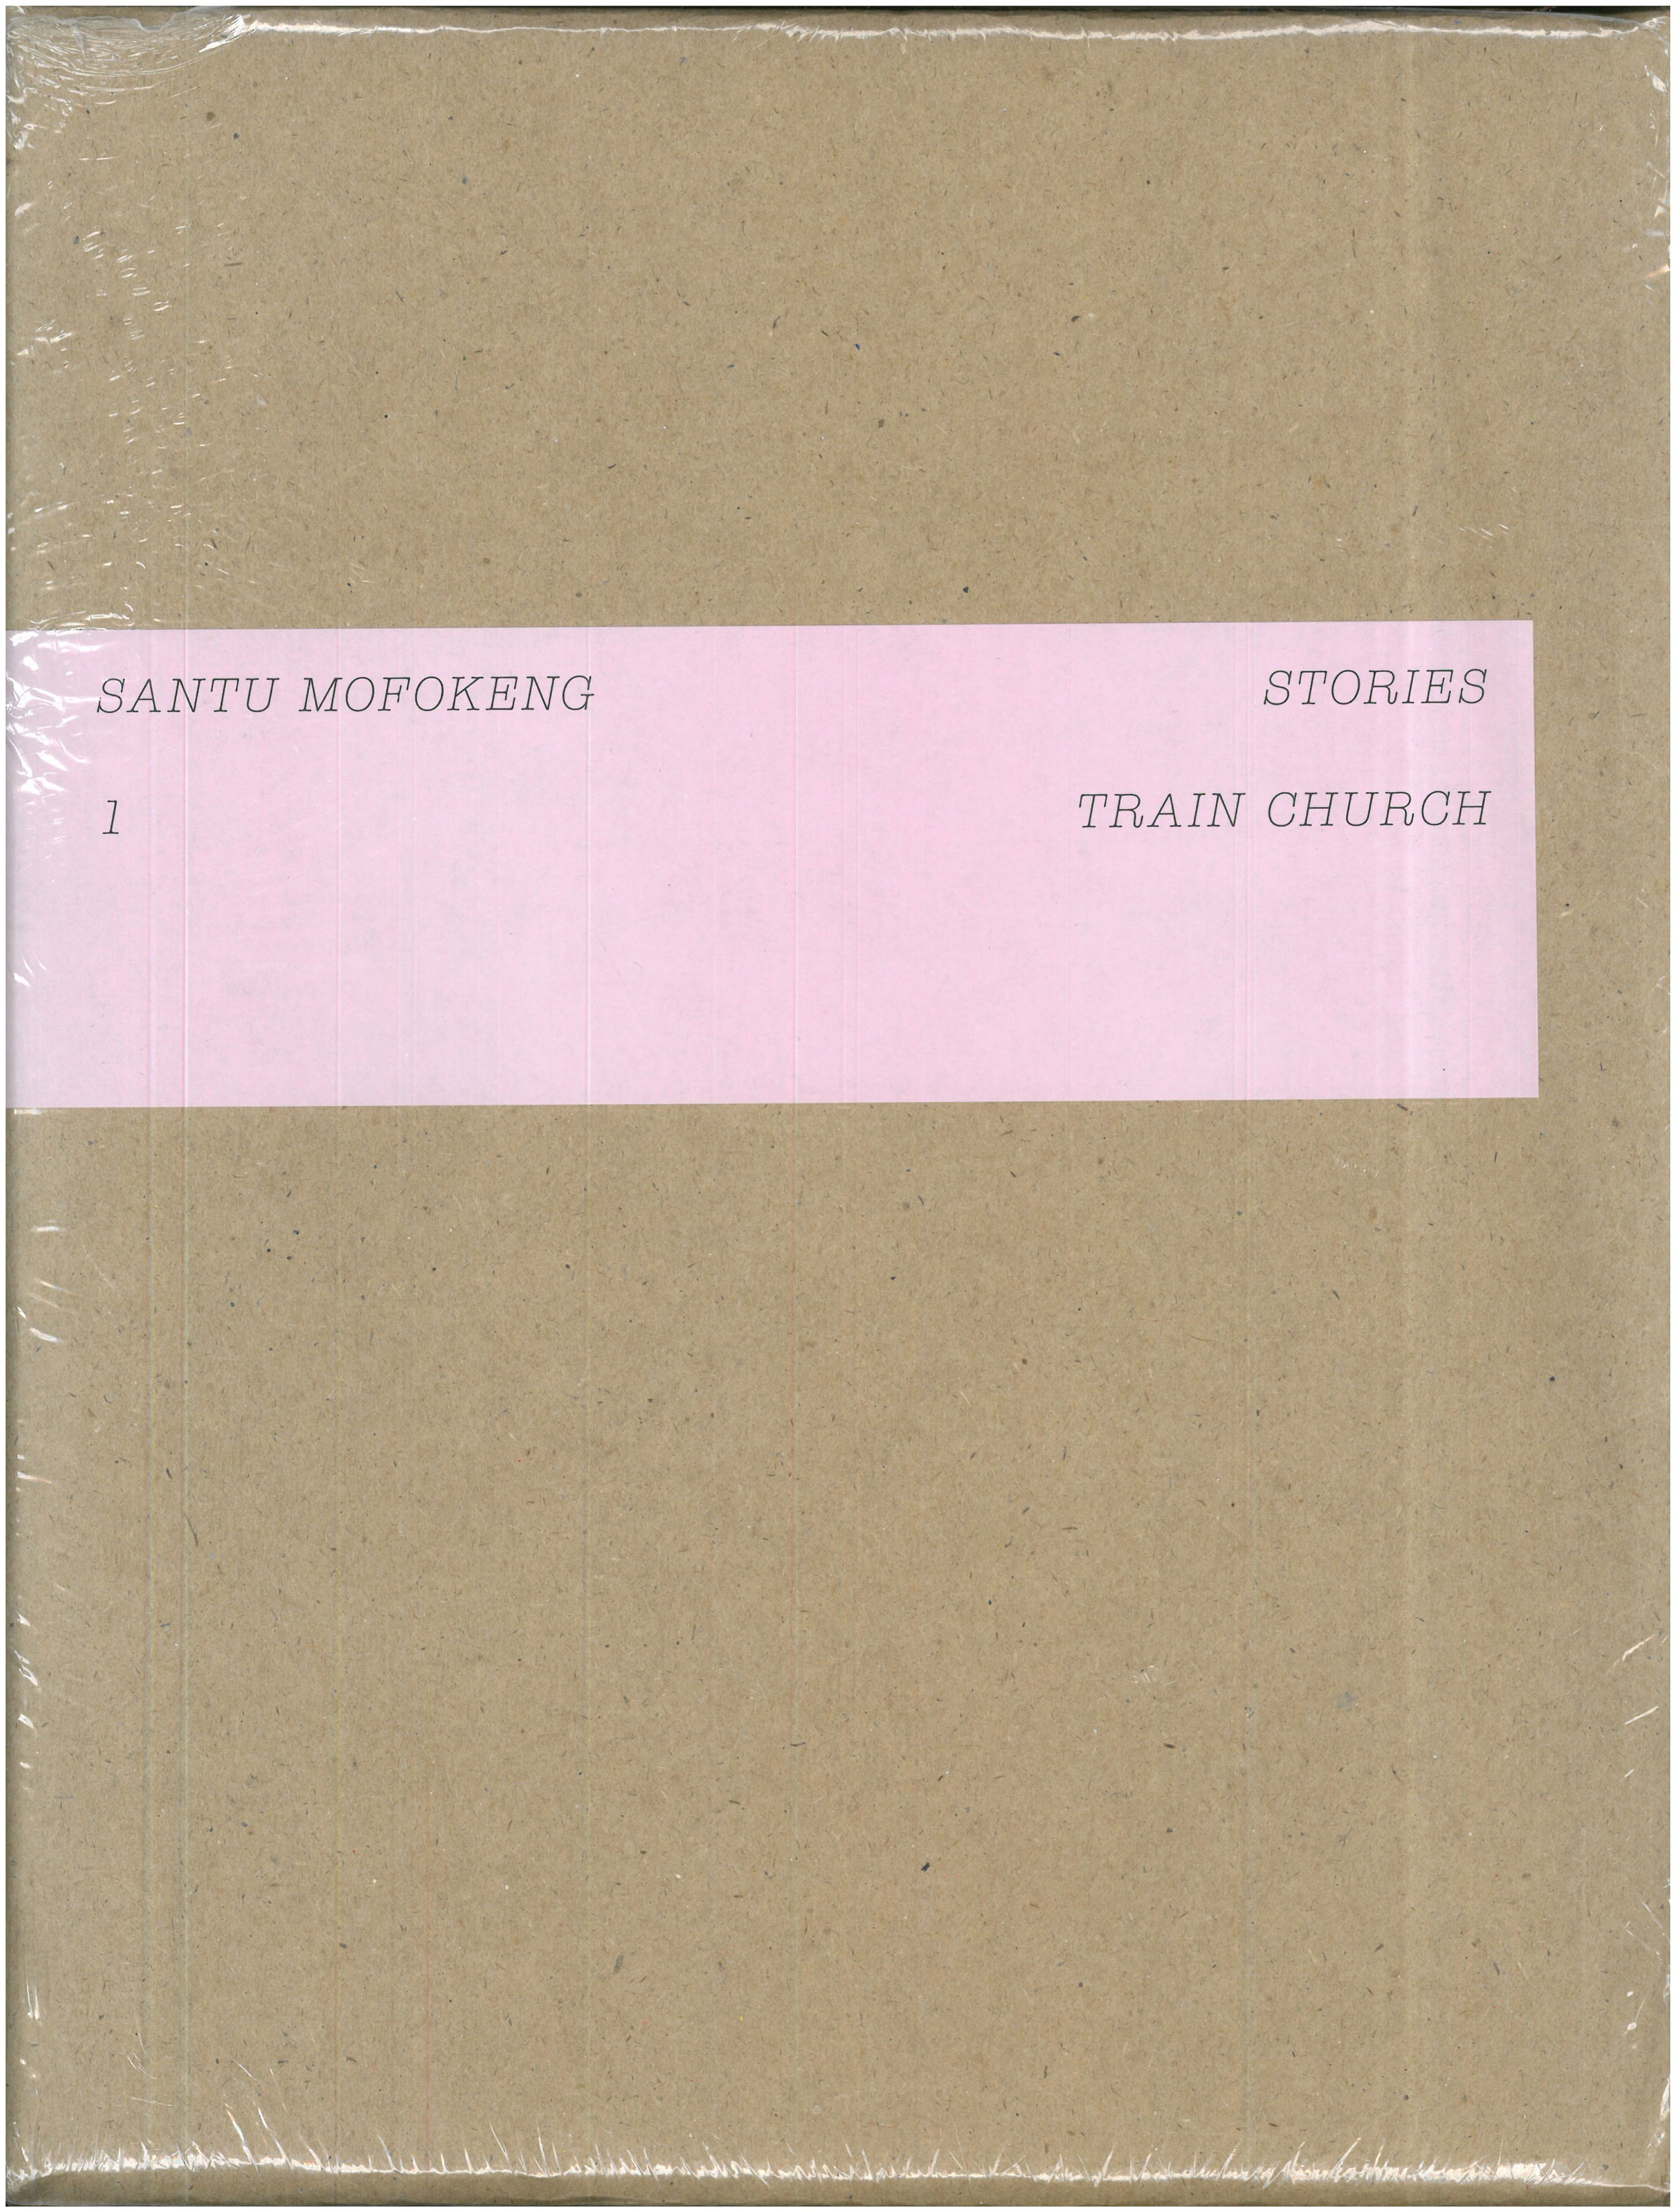 SANTU MOFOKENG STORIES
1 TRAIN CHURCH